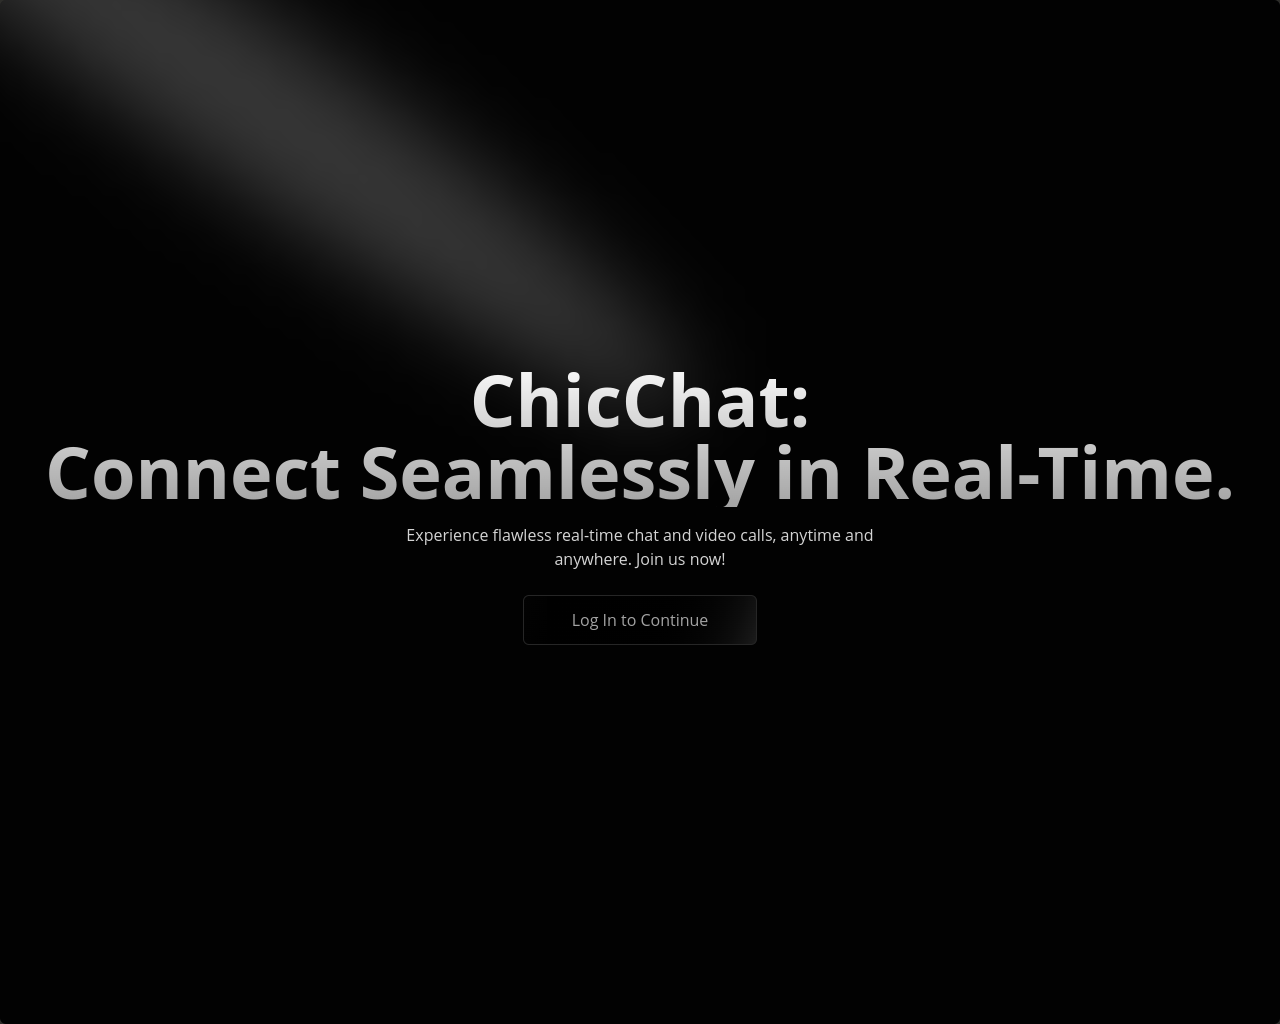 ChicChat:
Connect Seamlessly in Real-Time.
Experience flawless real-time chat and video calls, anytime and
anywhere. Join us now!
Log In to Continue